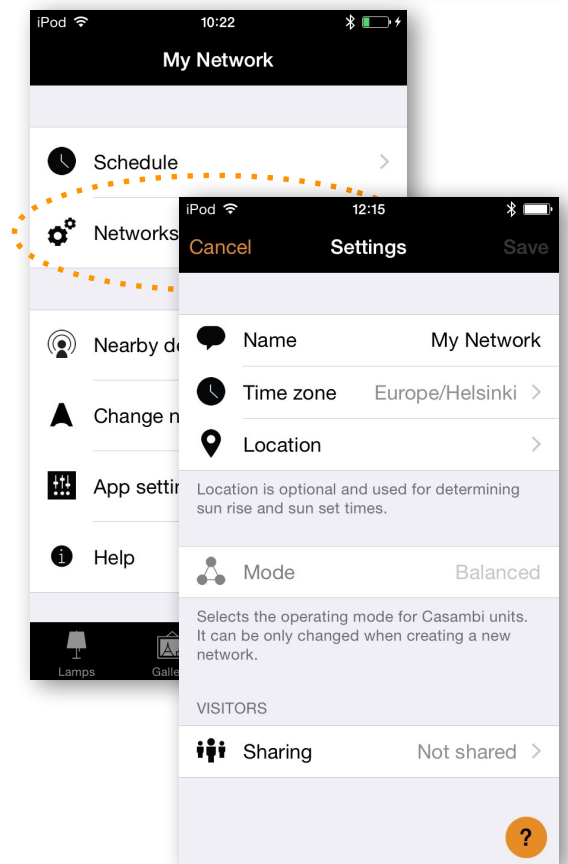 iPod 10:22
My Network
Schedule
Networks
Nearby de
Change n
App settin
Help
Lamps Galle
iPod 12:15
Cancel Settings Save
Name My Network
Time zone Europe/Helsinki
Location
Location is optional and used for determining
sun rise and sun set times.
Mode Balanced
Selects the operating mode for Casambi units.
It can be only changed when creating a new
network.
VISITORS
Sharing Not shared
?